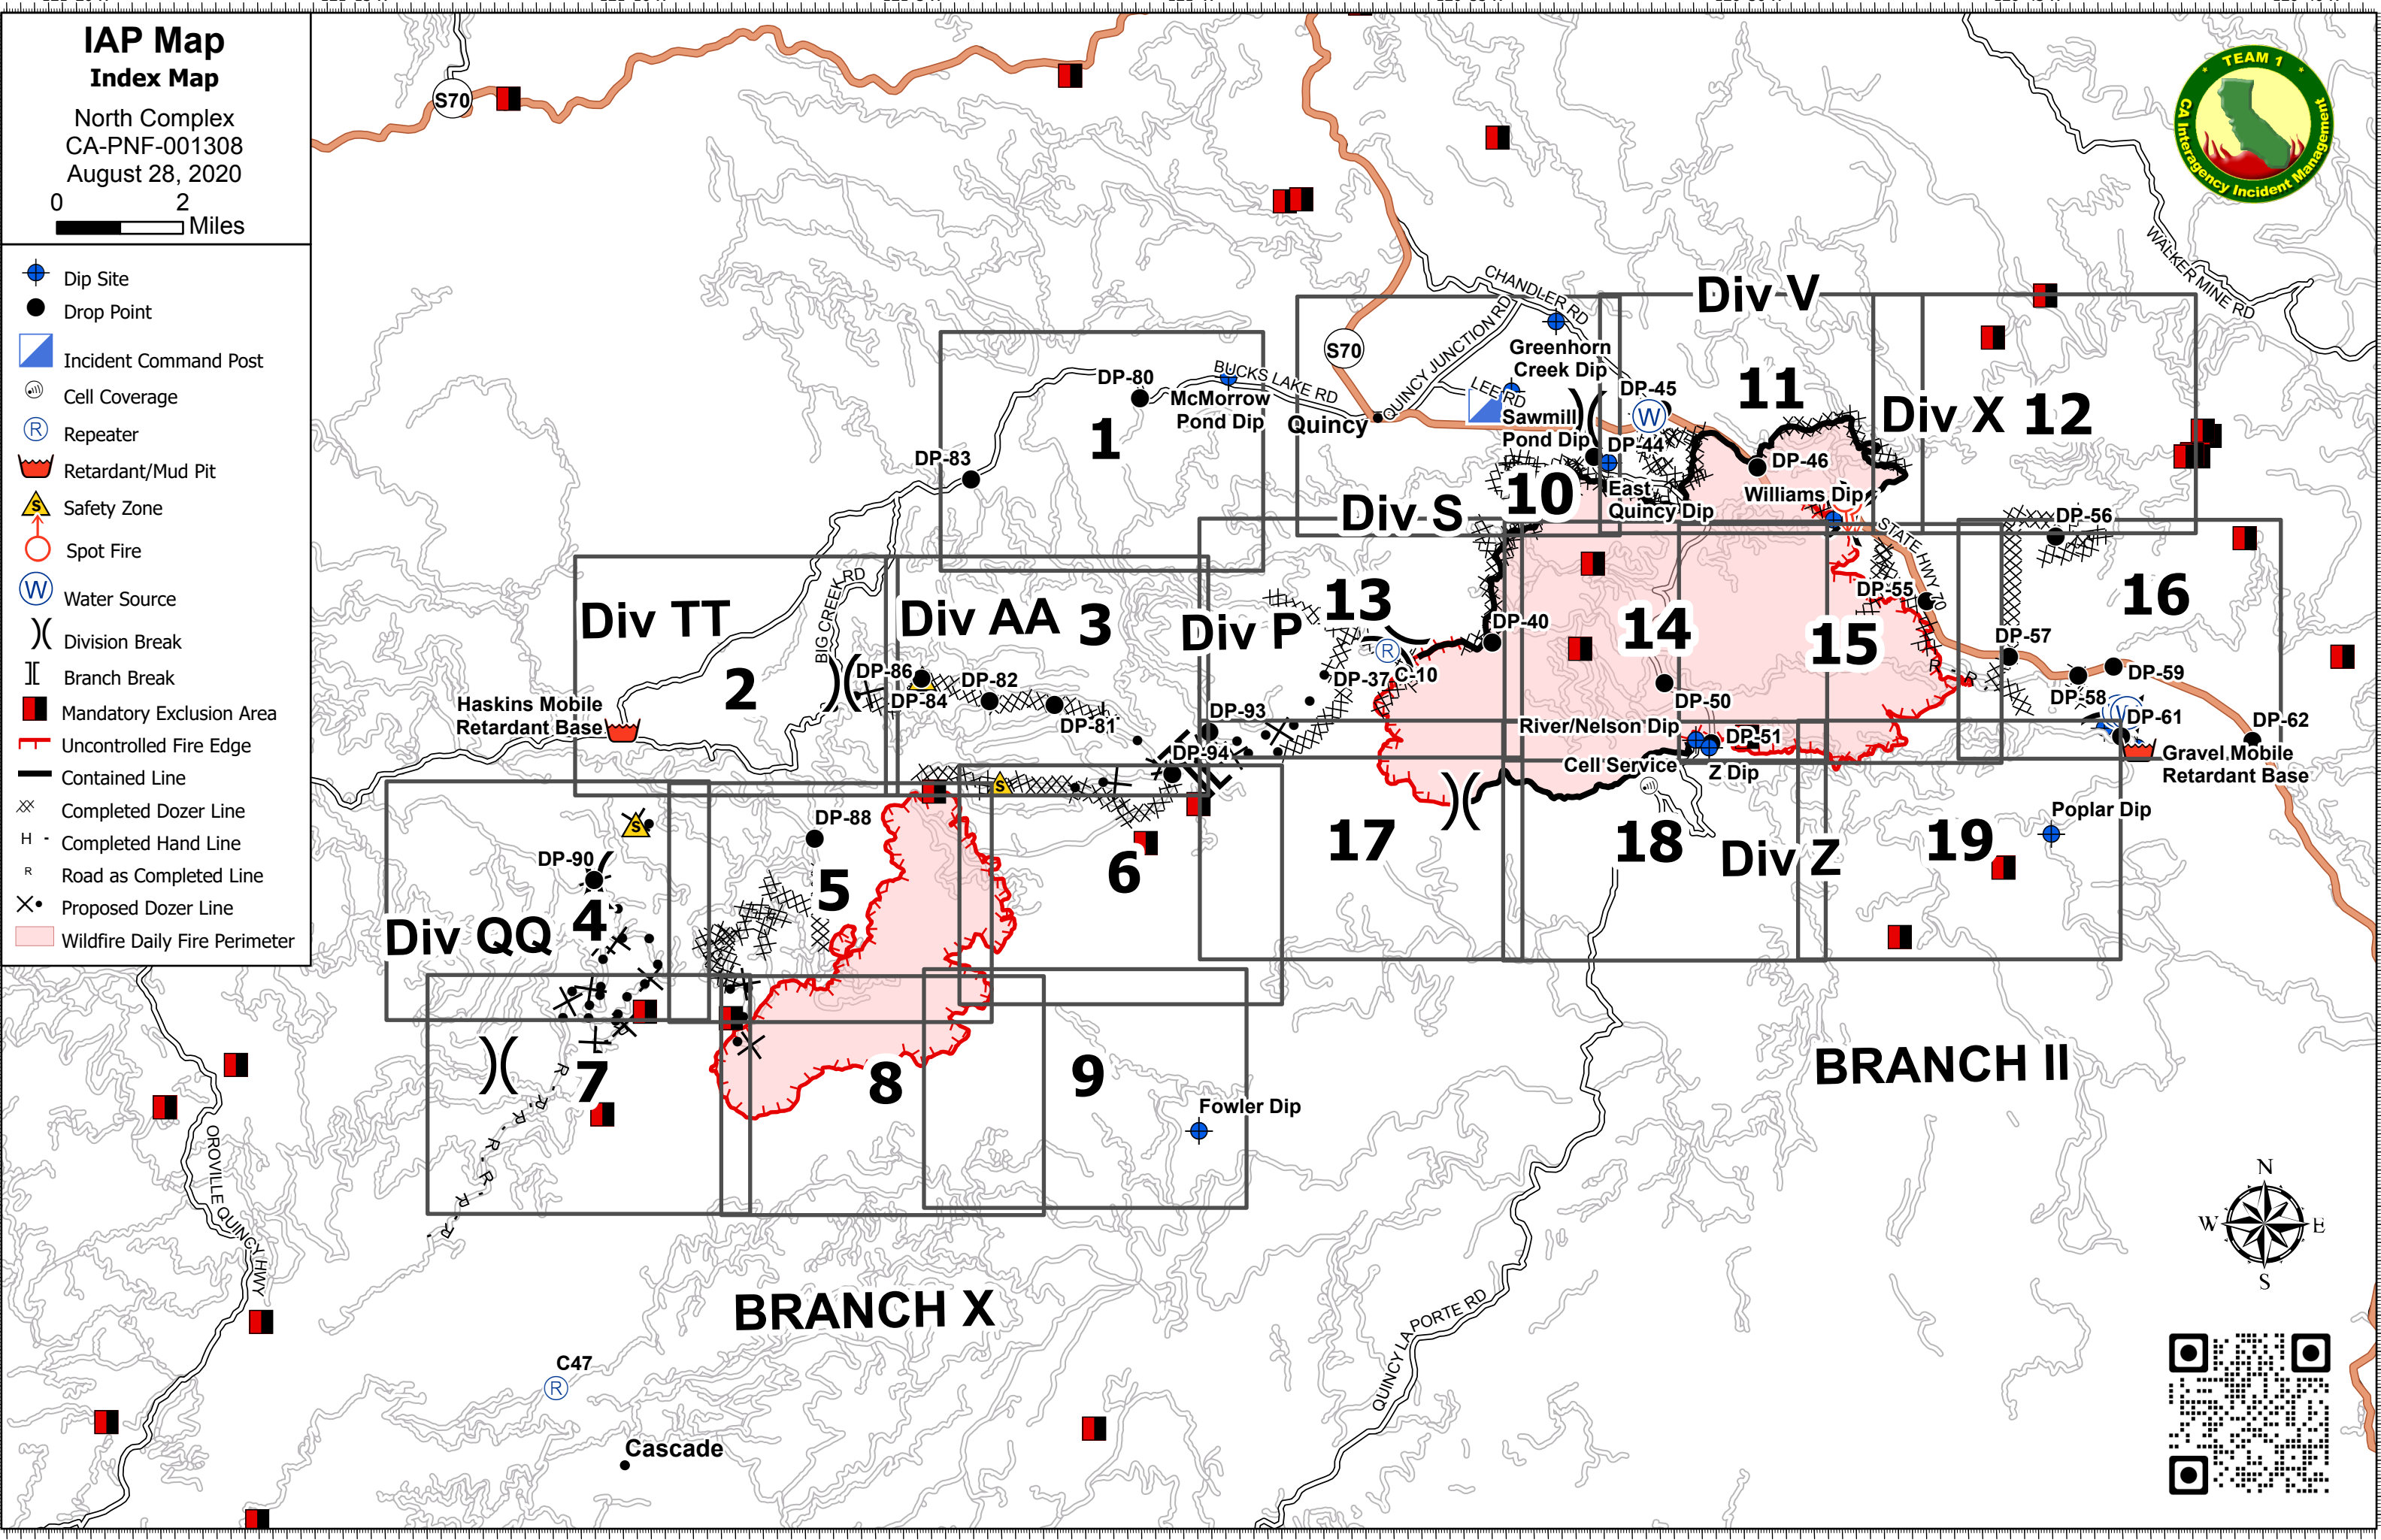 IAP Map
Index Map
North Complex
CA-PNF-001308
August 28, 2020
0 2
Miles
Dip Site
Drop Point
Incident Command Post
Cell Coverage
R Repeater
Retardant/Mud Pit
S Safety Zone
Spot Fire
W Water Source
Division Break
Branch Break
Mandatory Exclusion Area
Uncontrolled Fire Edge
Contained Line
Completed Dozer Line
H - Completed Hand Line
R Road as Completed Line
Proposed Dozer Line
Wildfire Daily Fire Perimeter
TEAM 1
CA Interagency Incident Management
S70
WALKER MINE RD
CHANDLER RD
Div V
S70
QUINCY JUNCTION RD
Greenhorn
Creek Dip
DP-80
BUCKS LAKE RD
McMorrow
Pond Dip
LEE RD
DP-45
W
11
Div X 12
1
Quincy
Sawmill
Pond Dip
DP-44
DP-83
DP-46
10
East
Quincy Dip
Williams Dip
Div S
STATE HWY 70
DP-56
BIG CREEK RD
Div TT
Div AA 3
Div P
13
DP-40
14
15
DP-55
16
2
DP-86
DP-84
DP-82
DP-81
R
DP-37
C-10
DP-57
R
R
DP-59
DP-58
DP-50
Haskins Mobile
Retardant Base
DP-93
DP-94
River/Nelson Dip
DP-51
Z Dip
Cell Service
W
DP-61
DP-62
Gravel Mobile
Retardant Base
S
S
DP-88
DP-90
4
5
6
17
18
Div Z
19
Poplar Dip
Div QQ
7
8
9
R
R
R
R
R
R
R
Fowler Dip
BRANCH II
OROVILLE QUINCY HWY
N
W E
S
BRANCH X
QUINCY LA PORTE RD
C47
R
Cascade